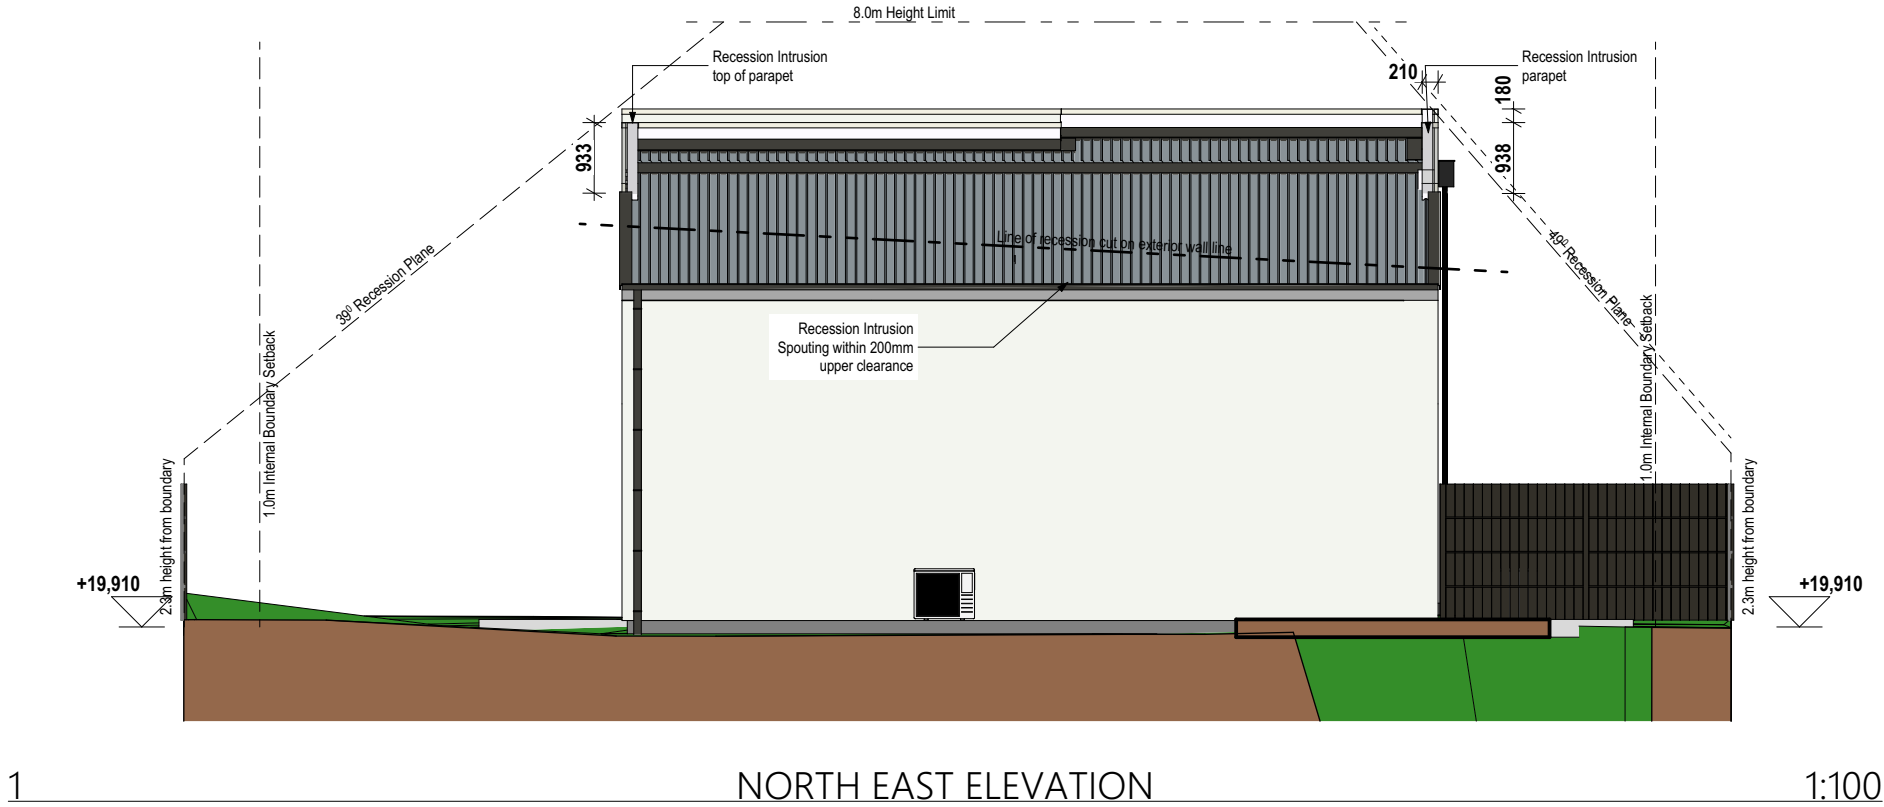 8.0m Height Limit
Recession Intrusion
top of parapet
210
180
Recession Intrusion
parapet
933
938
Line of recession cut on exterior wall line
39⁰ Recession Plane
49⁰ Recession Plane
1.0m Internal Boundary Setback
1.0m Internal Boundary Setback
Recession Intrusion
Spouting within 200mm
upper clearance
2.3m height from boundary
2.3m height from boundary
+19,910
+19,910
1
NORTH EAST ELEVATION
1:100